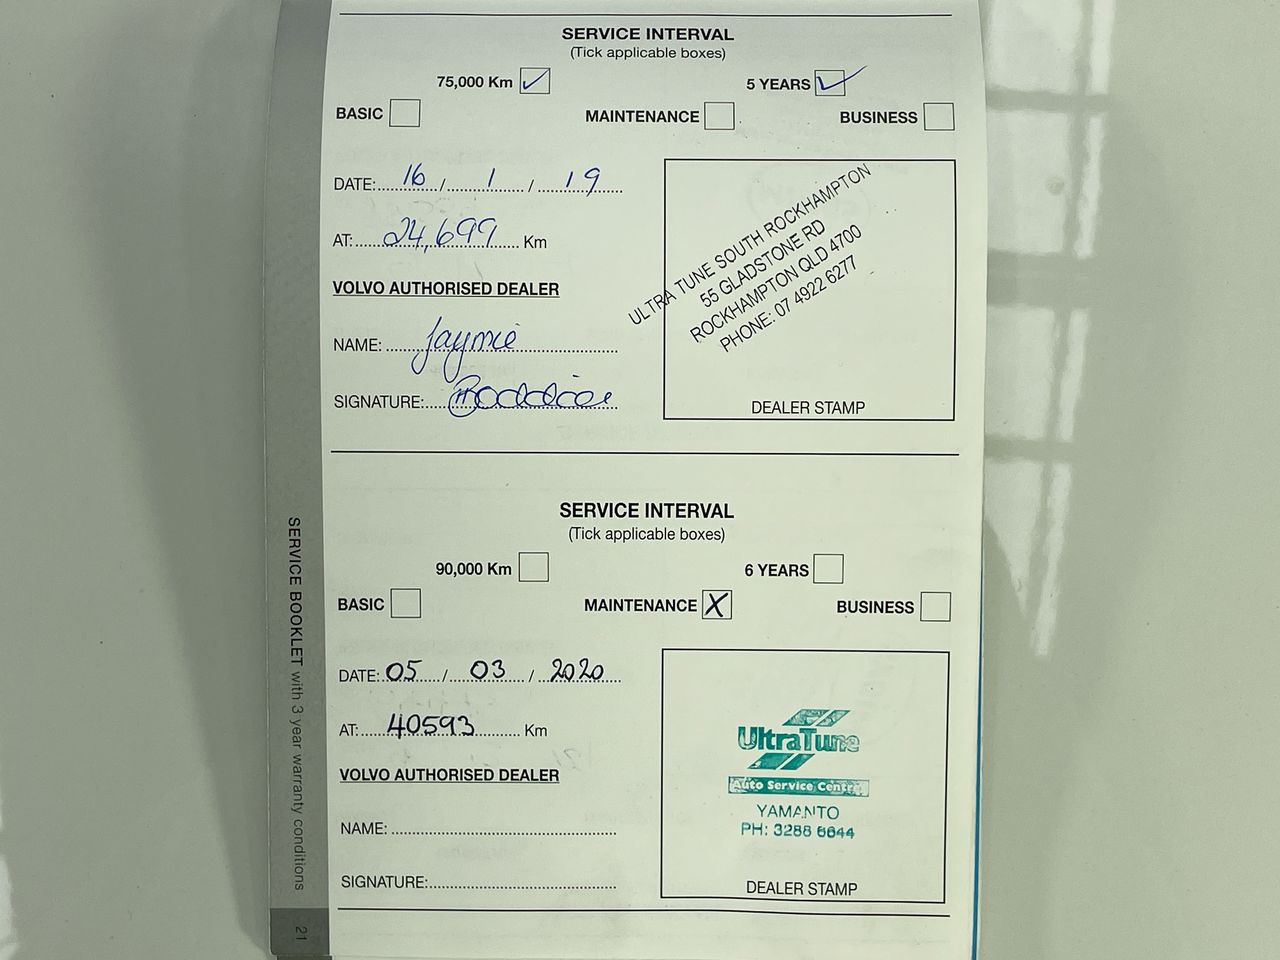 SERVICE INTERVAL
(Tick applicable boxes)
75,000 Km ✓ 5 YEARS ✓
BASIC MAINTENANCE BUSINESS
DATE: 16 / 1 / 19
AT: 24,699 Km
VOLVO AUTHORISED DEALER
NAME: Jaymie
SIGNATURE:
ULTRA TUNE SOUTH ROCKHAMPTON
55 GLADSTONE RD
ROCKHAMPTON QLD 4700
PHONE: 07 4922 6277
DEALER STAMP
SERVICE INTERVAL
(Tick applicable boxes)
90,000 Km 6 YEARS
BASIC MAINTENANCE X BUSINESS
DATE: 05 / 03 / 2020
AT: 40593 Km
VOLVO AUTHORISED DEALER
NAME:
SIGNATURE:
UltraTune
Auto Service Centre
YAMANTO
PH: 3288 6644
DEALER STAMP
SERVICE BOOKLET with 3 year warranty conditions
21